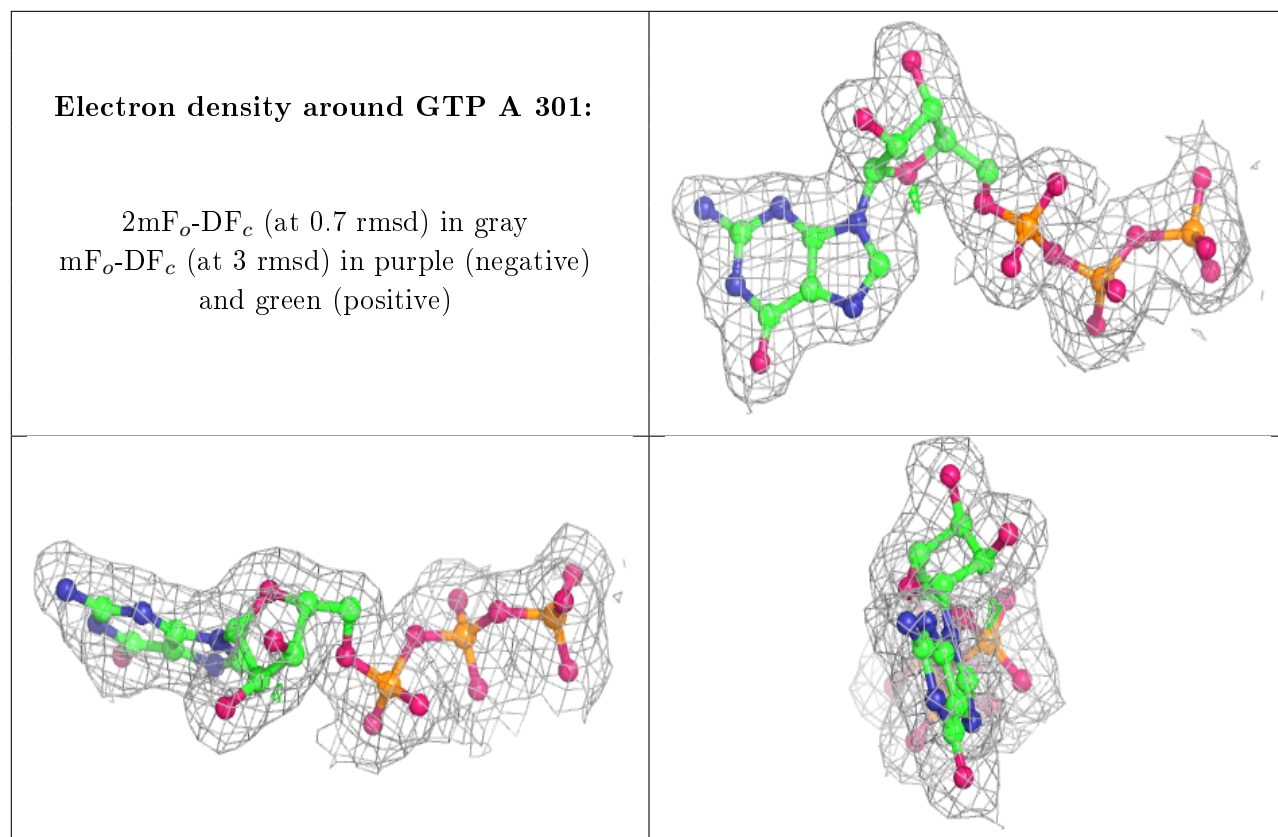 Electron density around GTP A 301:
2mFₒ-DF𝒸 (at 0.7 rmsd) in gray
mFₒ-DF𝒸 (at 3 rmsd) in purple (negative)
and green (positive)